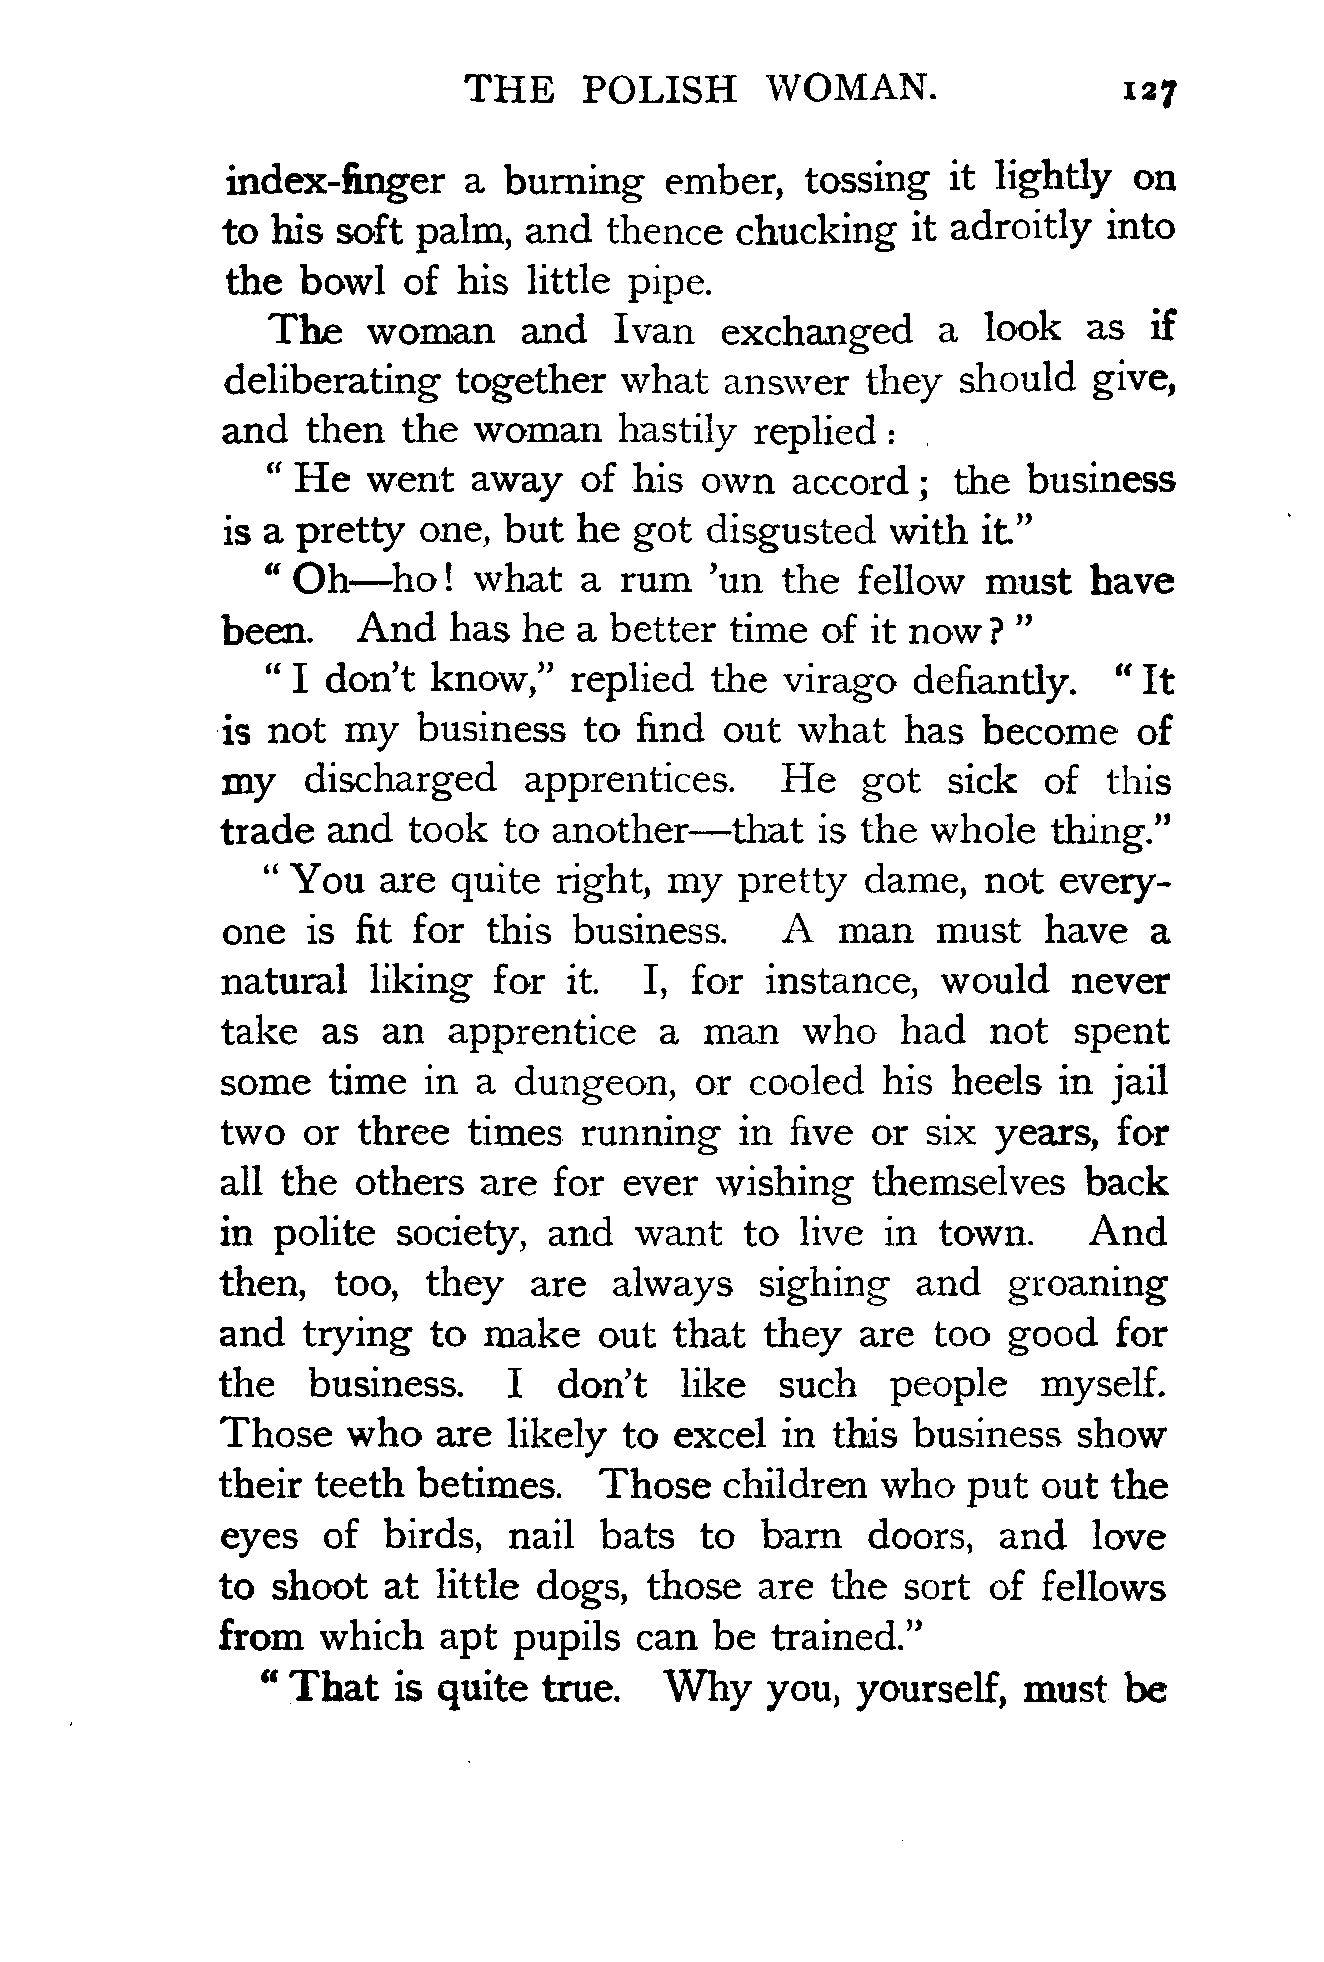 THE POLISH WOMAN. 127
index-finger a burning ember, tossing it lightly on
to his soft palm, and thence chucking it adroitly into
the bowl of his little pipe.
The woman and Ivan exchanged a look as if
deliberating together what answer they should give,
and then the woman hastily replied :
“ He went away of his own accord ; the business
is a pretty one, but he got disgusted with it.”
“ Oh—ho! what a rum ’un the fellow must have
been. And has he a better time of it now ? ”
“ I don’t know,” replied the virago defiantly. “ It
is not my business to find out what has become of
my discharged apprentices. He got sick of this
trade and took to another—that is the whole thing.”
“ You are quite right, my pretty dame, not every-
one is fit for this business. A man must have a
natural liking for it. I, for instance, would never
take as an apprentice a man who had not spent
some time in a dungeon, or cooled his heels in jail
two or three times running in five or six years, for
all the others are for ever wishing themselves back
in polite society, and want to live in town. And
then, too, they are always sighing and groaning
and trying to make out that they are too good for
the business. I don’t like such people myself.
Those who are likely to excel in this business show
their teeth betimes. Those children who put out the
eyes of birds, nail bats to barn doors, and love
to shoot at little dogs, those are the sort of fellows
from which apt pupils can be trained.”
“ That is quite true. Why you, yourself, must be